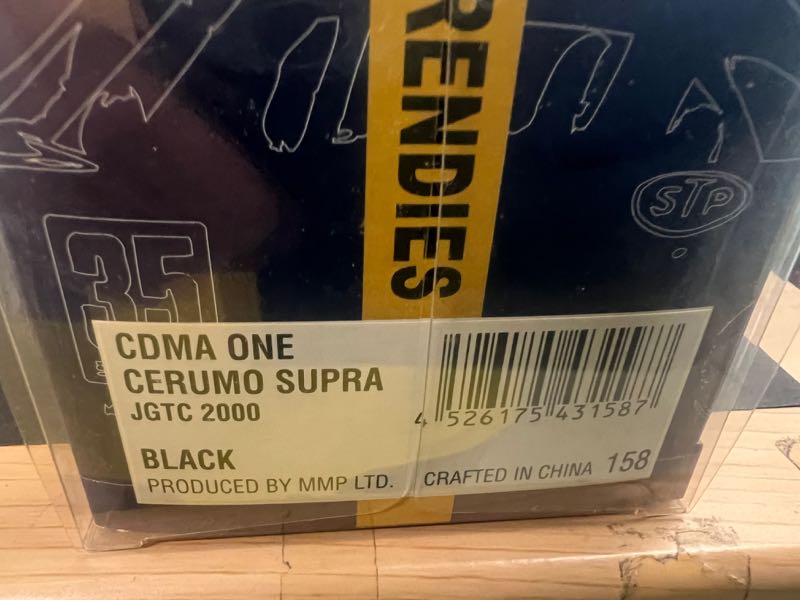 RENDIES
STP
35
CDMA ONE
CERUMO SUPRA
JGTC 2000
BLACK
PRODUCED BY MMP LTD.
4 526175 431587
CRAFTED IN CHINA 158